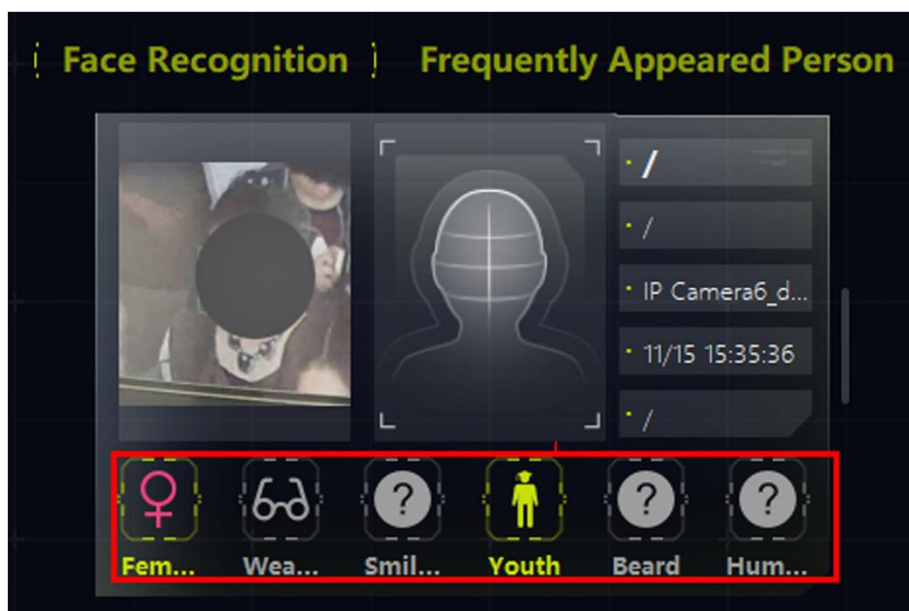 Face Recognition
Frequently Appeared Person
/
/
IP Camera6_d...
11/15 15:35:36
/
Fem...
Wea...
Smil...
Youth
Beard
Hum...